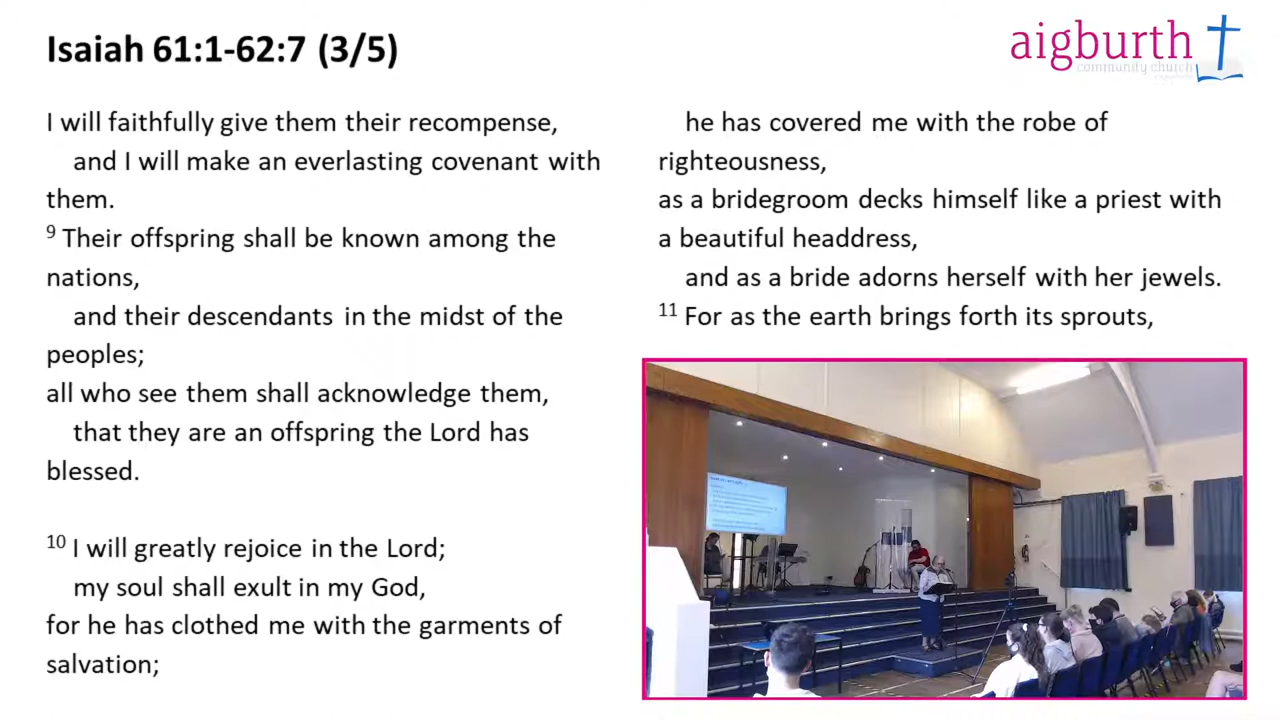 Isaiah 61:1-62:7 (3/5)
aigburth
community church
I will faithfully give them their recompense,
and I will make an everlasting covenant with
them.
9 Their offspring shall be known among the
nations,
and their descendants in the midst of the
peoples;
all who see them shall acknowledge them,
that they are an offspring the Lord has
blessed.
10 I will greatly rejoice in the Lord;
my soul shall exult in my God,
for he has clothed me with the garments of
salvation;
he has covered me with the robe of
righteousness,
as a bridegroom decks himself like a priest with
a beautiful headdress,
and as a bride adorns herself with her jewels.
11 For as the earth brings forth its sprouts,